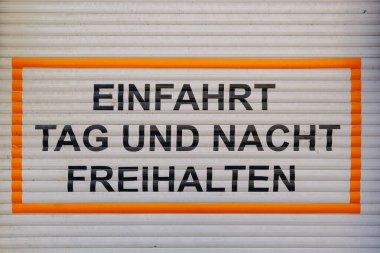 EINFAHRT
TAG UND NACHT
FREIHALTEN